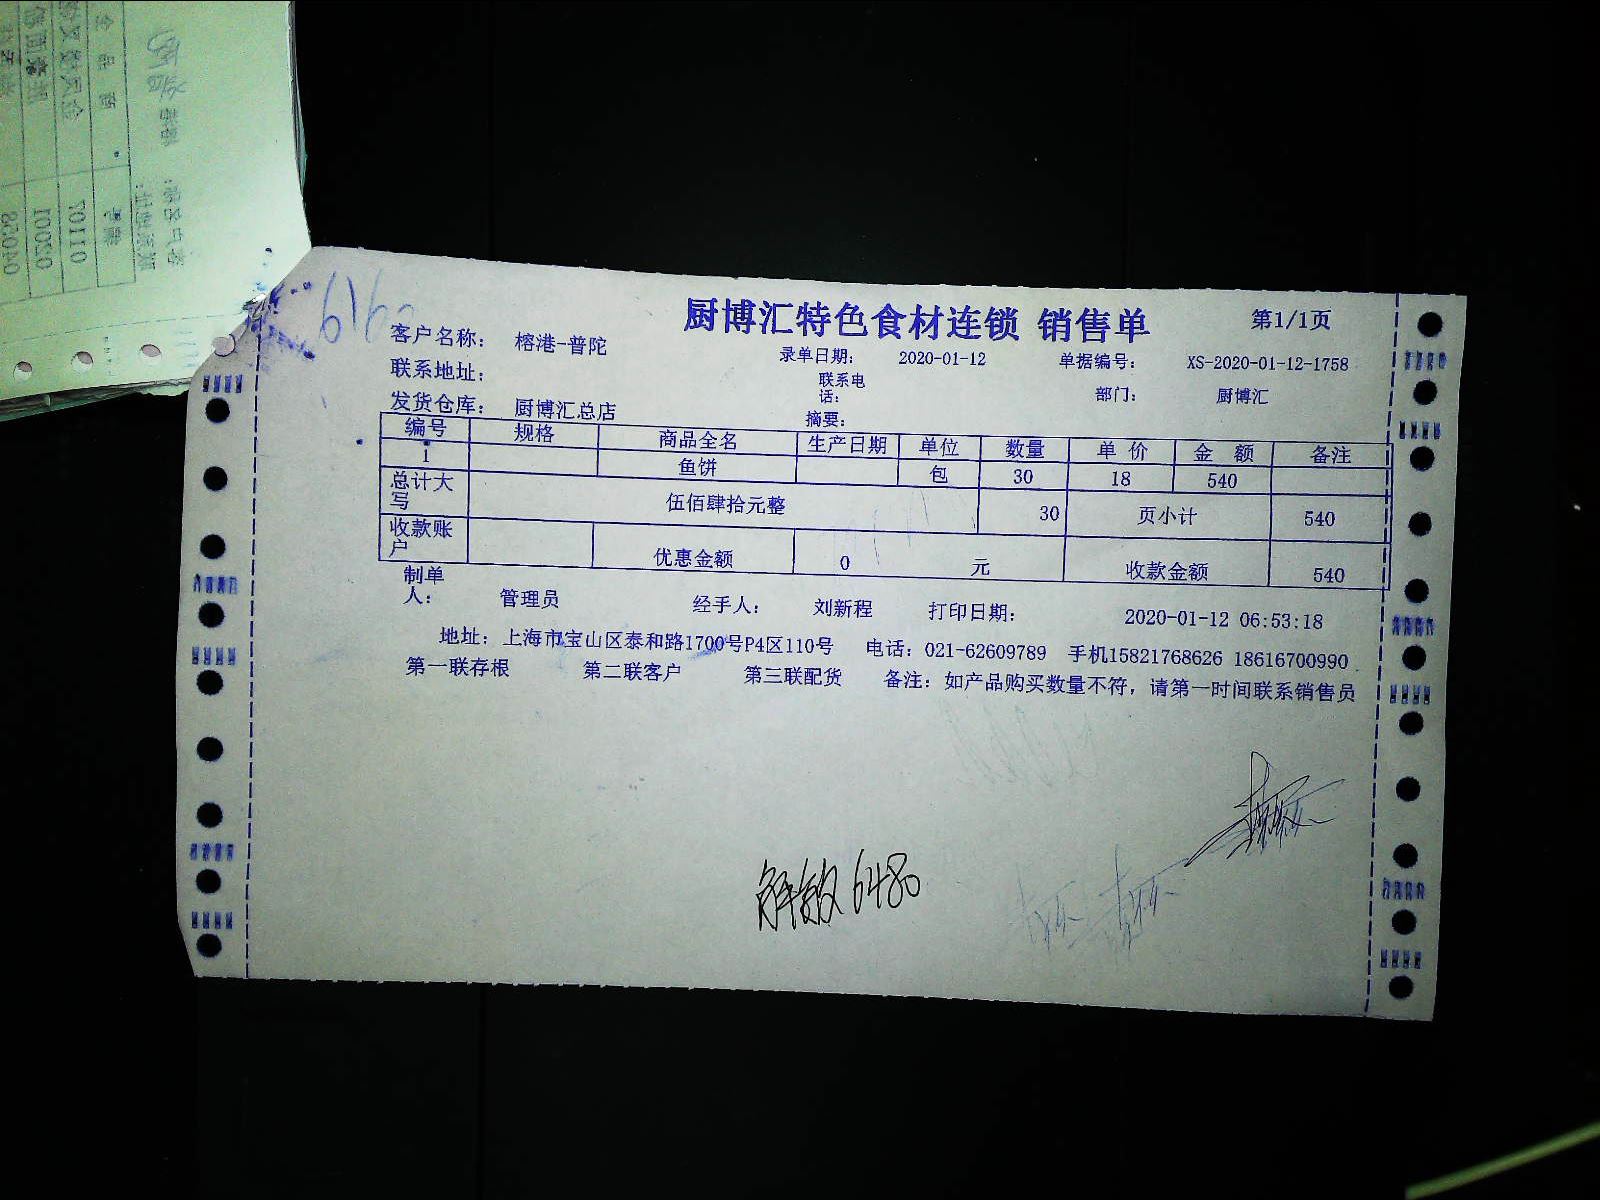 厨博汇特色食材连锁 销售单 第1/1页
客户名称: 榕港-普陀 录单日期: 2020-01-12 单据编号: XS-2020-01-12-1758
联系地址: 联系电话: 部门: 厨博汇
发货仓库: 厨博汇总店 摘要:
编号 规格 商品全名 生产日期 单位 数量 单价 金额 备注
1 鱼饼 包 30 18 540
总计大写 伍佰肆拾元整 30 页小计 540
收款账户 优惠金额 0 元 收款金额 540
制单人: 管理员 经手人: 刘新程 打印日期: 2020-01-12 06:53:18
地址: 上海市宝山区泰和路1700号P4区110号 电话: 021-62609789 手机15821768626 18616700990
第一联存根 第二联客户 第三联配货 备注: 如产品购买数量不符, 请第一时间联系销售员
6480